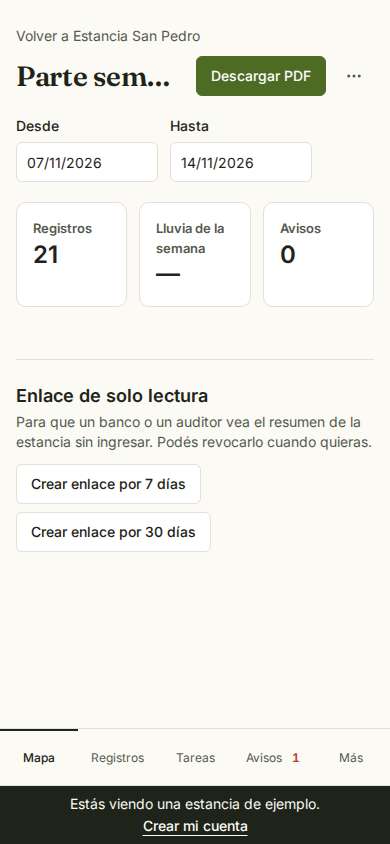 Volver a Estancia San Pedro
Parte sem...
Descargar PDF
Desde
Hasta
07/11/2026
14/11/2026
Registros
21
Lluvia de la
semana
—
Avisos
0
Enlace de solo lectura
Para que un banco o un auditor vea el resumen de la
estancia sin ingresar. Podés revocarlo cuando quieras.
Crear enlace por 7 días
Crear enlace por 30 días
Mapa
Registros
Tareas
Avisos 1
Más
Estás viendo una estancia de ejemplo.
Crear mi cuenta